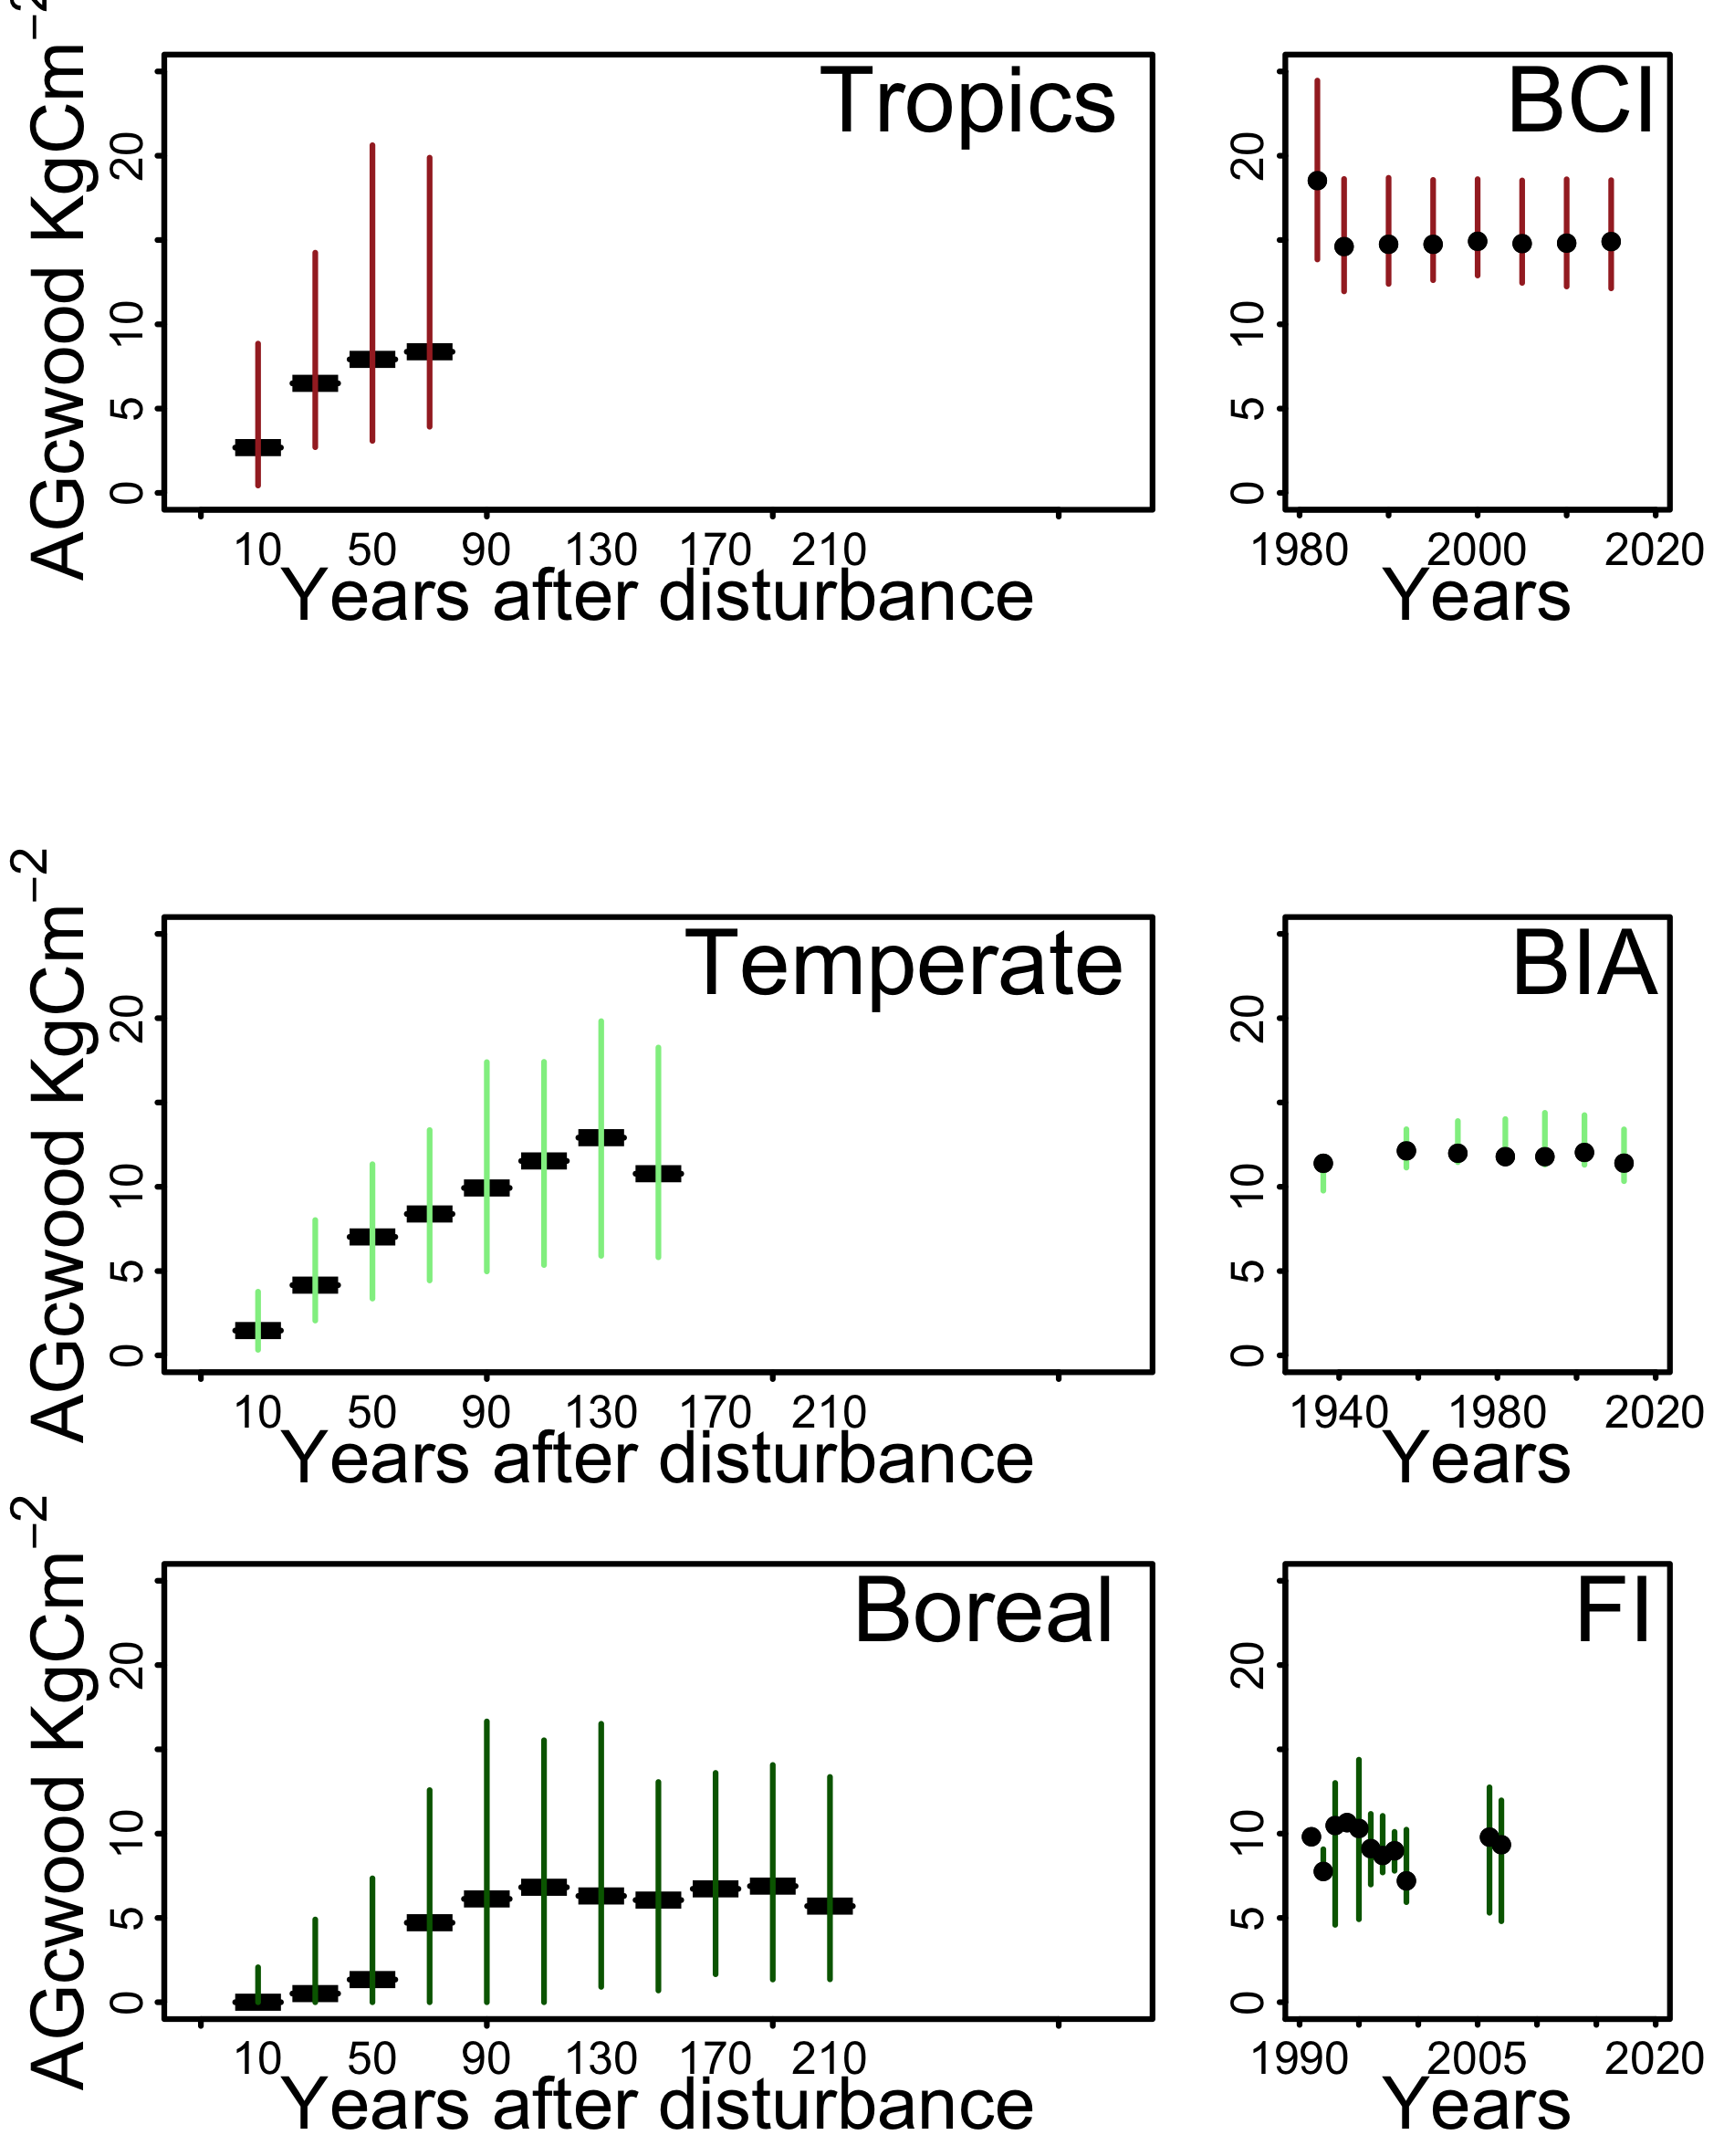 AGcwood KgCm−2
Tropics
20
10
5
0
10 50 90 130 170 210
Years after disturbance
BCI
20
10
5
0
1980 2000 2020
Years
AGcwood KgCm−2
Temperate
20
10
5
0
10 50 90 130 170 210
Years after disturbance
BIA
20
10
5
0
1940 1980 2020
Years
AGcwood KgCm−2
Boreal
20
10
5
0
10 50 90 130 170 210
Years after disturbance
FI
20
10
5
0
1990 2005 2020
Years